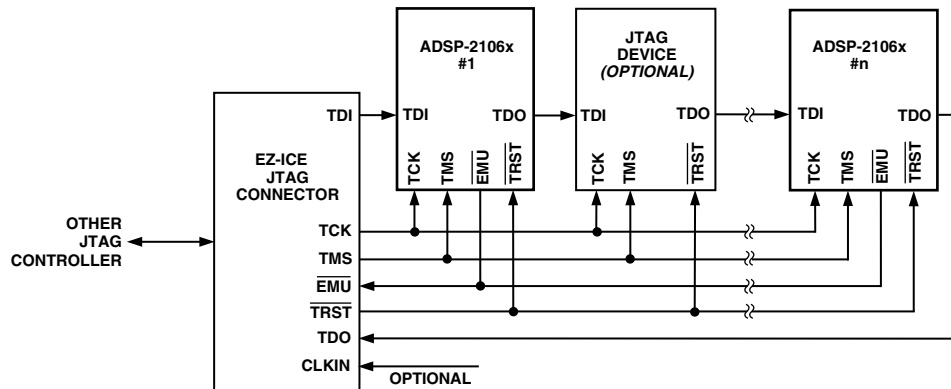 ADSP-2106x
#1
TDI
TDO
TCK
TMS
EMU
TRST
JTAG
DEVICE
(OPTIONAL)
TDI
TDO
TCK
TMS
TRST
ADSP-2106x
#n
TDI
TDO
TCK
TMS
EMU
TRST
EZ-ICE
JTAG
CONNECTOR
TDI
TCK
TMS
EMU
TRST
TDO
CLKIN
OPTIONAL
OTHER
JTAG
CONTROLLER